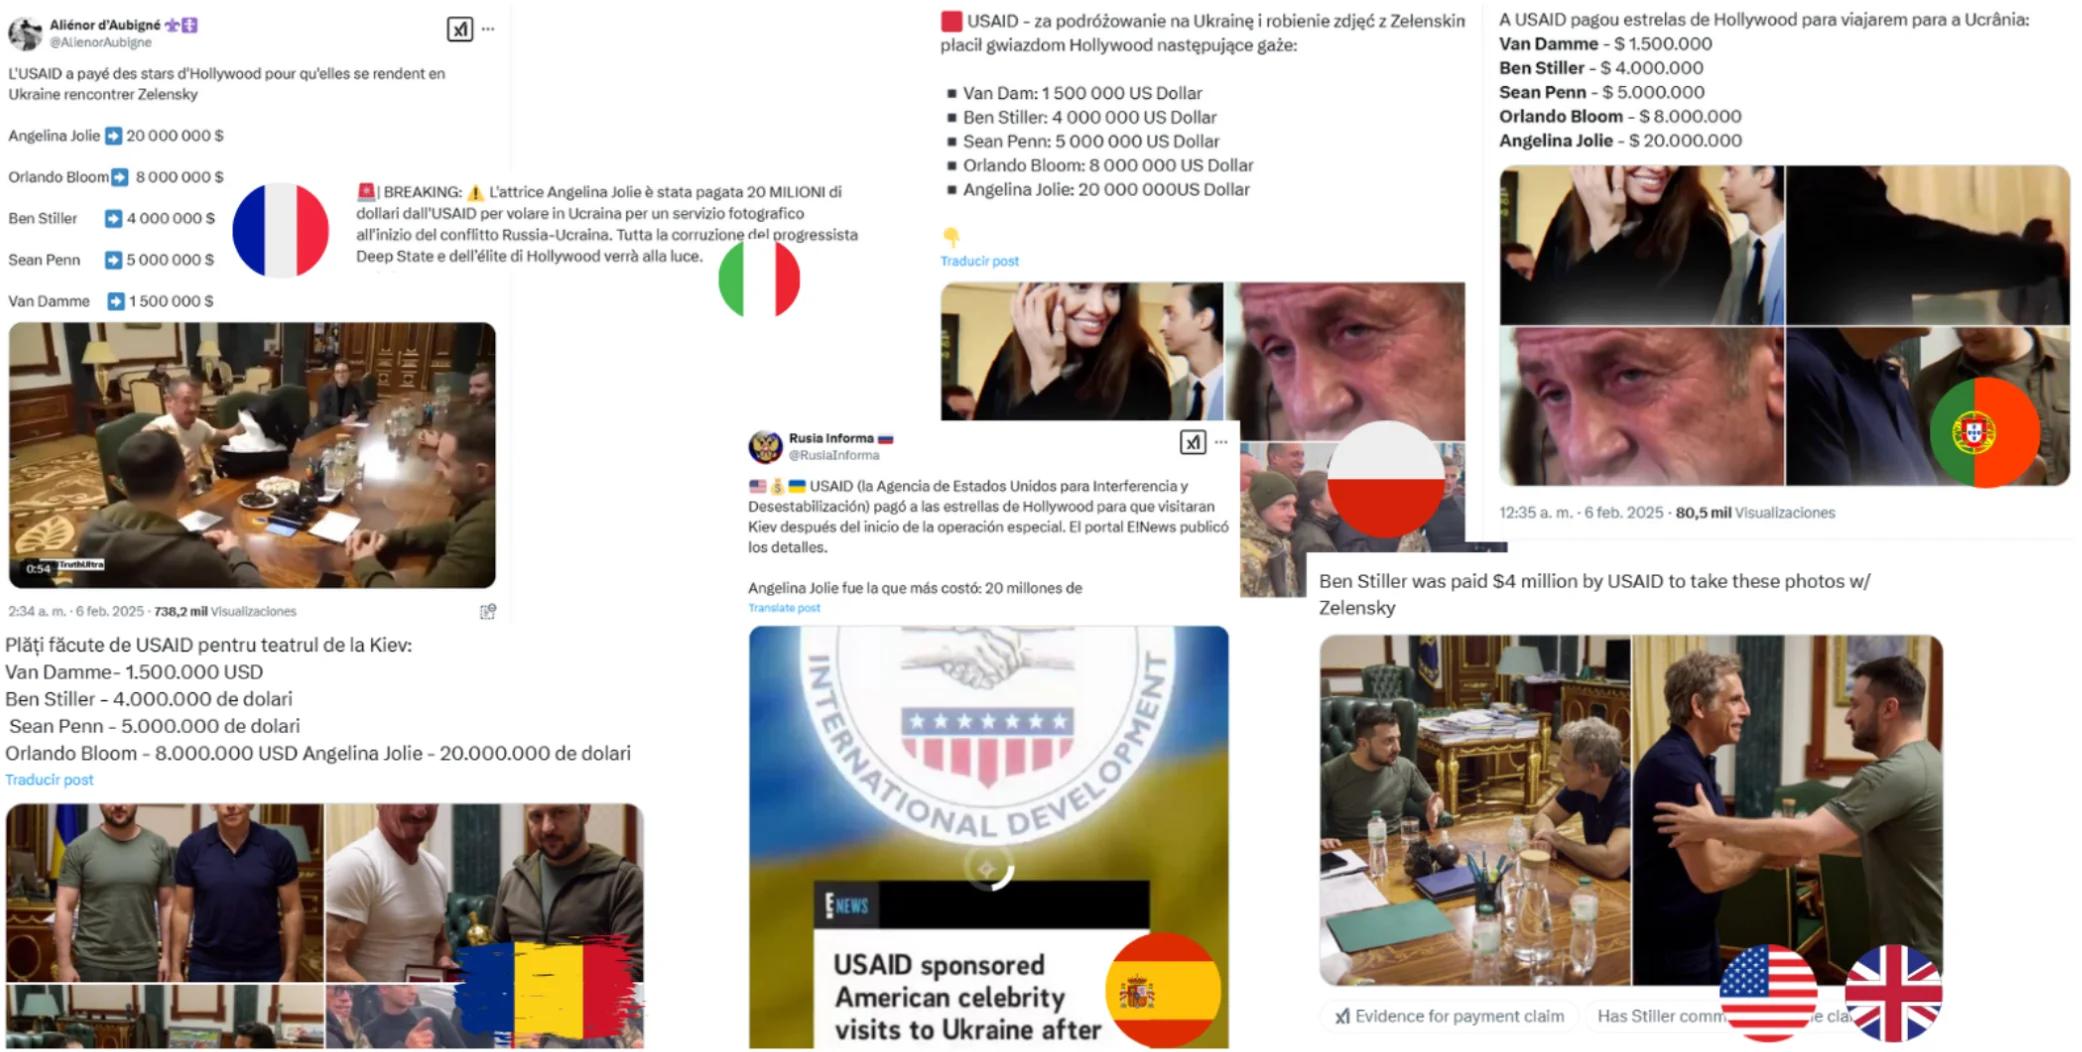 Aliénor d'Aubigné
@AlienorAubigne
L'USAID a payé des stars d'Hollywood pour qu'elles se rendent en
Ukraine rencontrer Zelensky
Angelina Jolie ➡️ 20 000 000 $
Orlando Bloom ➡️ 8 000 000 $
Ben Stiller ➡️ 4 000 000 $
Sean Penn ➡️ 5 000 000 $
Van Damme ➡️ 1 500 000 $
0:54
TruthUltra
2:34 a. m. · 6 feb. 2025 · 738,2 mil Visualizaciones
🚨| BREAKING: ⚠️ L'attrice Angelina Jolie è stata pagata 20 MILIONI di
dollari dall'USAID per volare in Ucraina per un servizio fotografico
all'inizio del conflitto Russia-Ucraina. Tutta la corruzione del progressista
Deep State e dell'élite di Hollywood verrà alla luce.
Plăți făcute de USAID pentru teatrul de la Kiev:
Van Damme– 1.500.000 USD
Ben Stiller – 4.000.000 de dolari
Sean Penn – 5.000.000 de dolari
Orlando Bloom – 8.000.000 USD Angelina Jolie – 20.000.000 de dolari
Traducir post
🟥 USAID – za podróżowanie na Ukrainę i robienie zdjęć z Zelenskin
płacił gwiazdom Hollywood następujące gaże:
▪ Van Dam: 1 500 000 US Dollar
▪ Ben Stiller: 4 000 000 US Dollar
▪ Sean Penn: 5 000 000 US Dollar
▪ Orlando Bloom: 8 000 000 US Dollar
▪ Angelina Jolie: 20 000 000US Dollar
👇
Traducir post
Rusia Informa 🇷🇺
@RusiaInforma
🇺🇸💰🇺🇦 USAID (la Agencia de Estados Unidos para Interferencia y
Desestabilización) pagó a las estrellas de Hollywood para que visitaran
Kiev después del inicio de la operación especial. El portal E!News publicó
los detalles.
Angelina Jolie fue la que más costó: 20 millones de
Translate post
INTERNATIONAL DEVELOPMENT
E NEWS
USAID sponsored
American celebrity
visits to Ukraine after
A USAID pagou estrelas de Hollywood para viajarem para a Ucrânia:
Van Damme - $ 1.500.000
Ben Stiller - $ 4.000.000
Sean Penn - $ 5.000.000
Orlando Bloom - $ 8.000.000
Angelina Jolie - $ 20.000.000
12:35 a. m. · 6 feb. 2025 · 80,5 mil Visualizaciones
Ben Stiller was paid $4 million by USAID to take these photos w/
Zelensky
Evidence for payment claim
Has Stiller